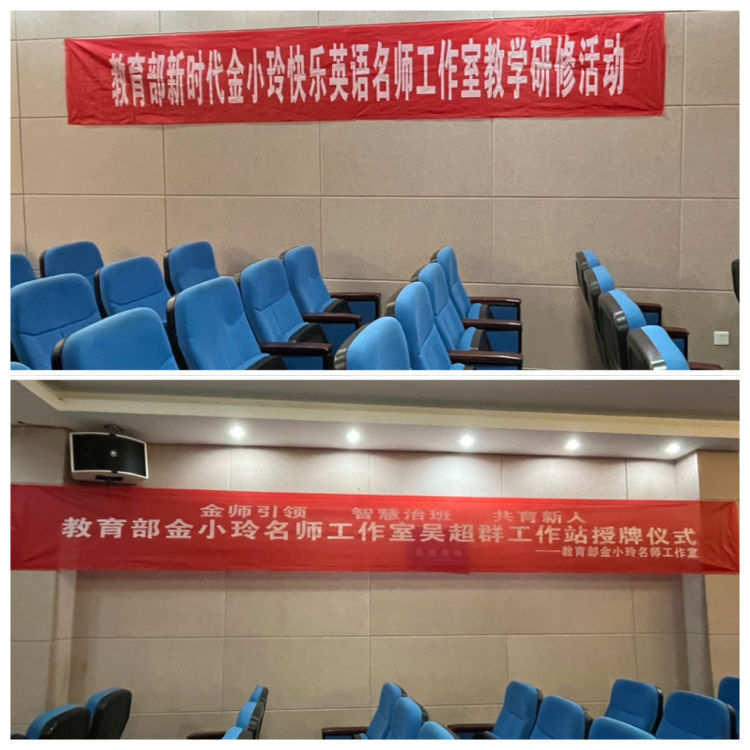 教育部新时代金小玲快乐英语名师工作室教学研修活动
金师引领 智慧治班 共育新人
教育部金小玲名师工作室吴超群工作站授牌仪式
——教育部金小玲名师工作室